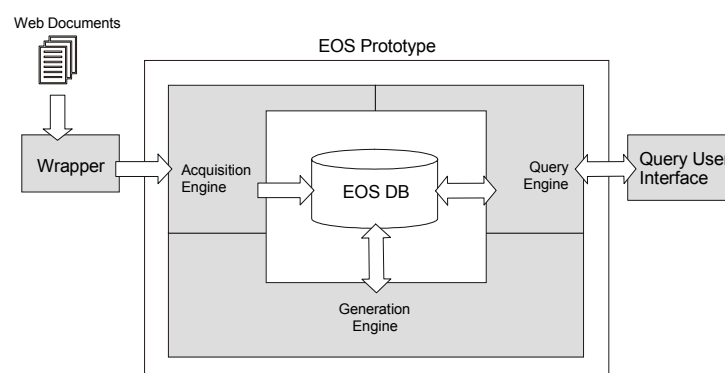 Web Documents
EOS Prototype
Wrapper
Acquisition
Engine
EOS DB
Query
Engine
Query User
Interface
Generation
Engine